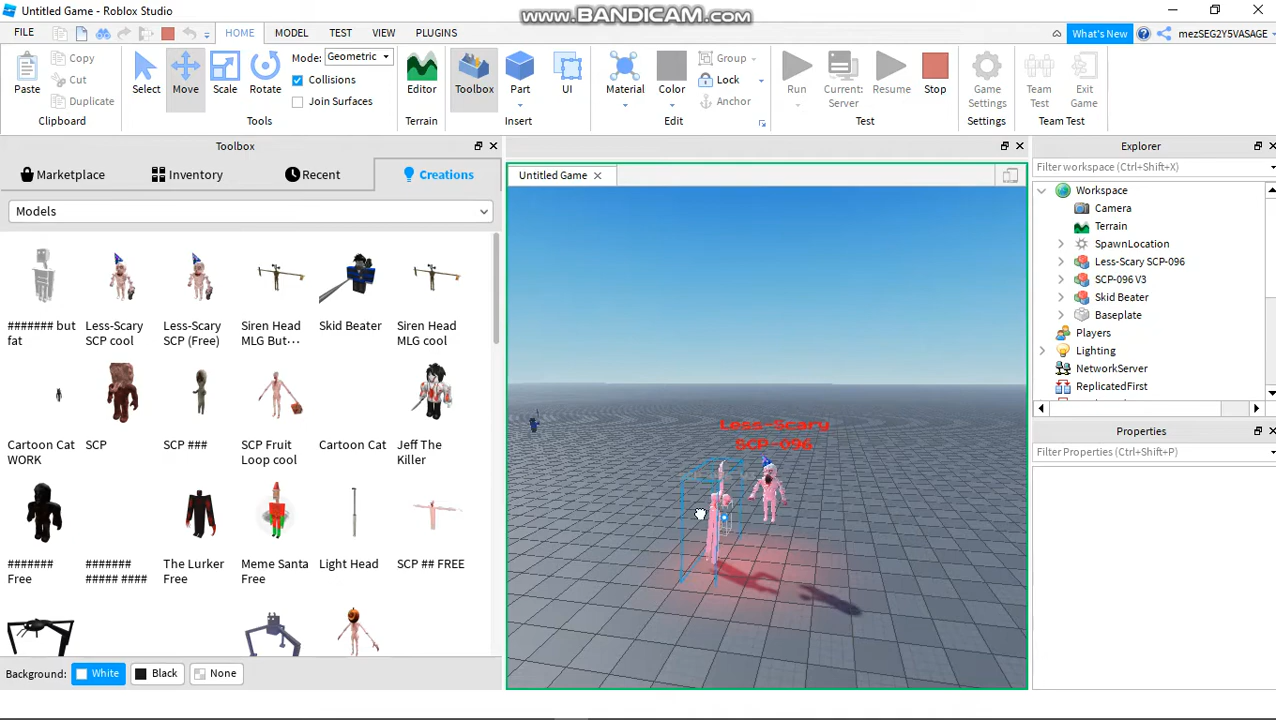 Untitled Game - Roblox Studio
www.BANDICAM.com
FILE HOME MODEL TEST VIEW PLUGINS What's New mezSEG2Y5VASAGE
Paste Copy Cut Duplicate Select Move Scale Rotate Mode: Geometric Collisions Join Surfaces Editor Toolbox Part UI Material Color Group Lock Anchor Run Current: Server Resume Stop Game Settings Team Test Exit Game
Clipboard Tools Terrain Insert Edit Test Settings Team Test
Toolbox
Marketplace Inventory Recent Creations
Models
####### but fat
Less-Scary SCP cool
Less-Scary SCP (Free)
Siren Head MLG But...
Skid Beater
Siren Head MLG cool
Cartoon Cat WORK
SCP
SCP ###
SCP Fruit Loop cool
Cartoon Cat
Jeff The Killer
####### Free
####### ##### ####
The Lurker Free
Meme Santa Free
Light Head
SCP ## FREE
Background: White Black None
Untitled Game
Less-Scary
SCP-096
Explorer
Filter workspace (Ctrl+Shift+X)
Workspace
Camera
Terrain
SpawnLocation
Less-Scary SCP-096
SCP-096 V3
Skid Beater
Baseplate
Players
Lighting
NetworkServer
ReplicatedFirst
Properties
Filter Properties (Ctrl+Shift+P)